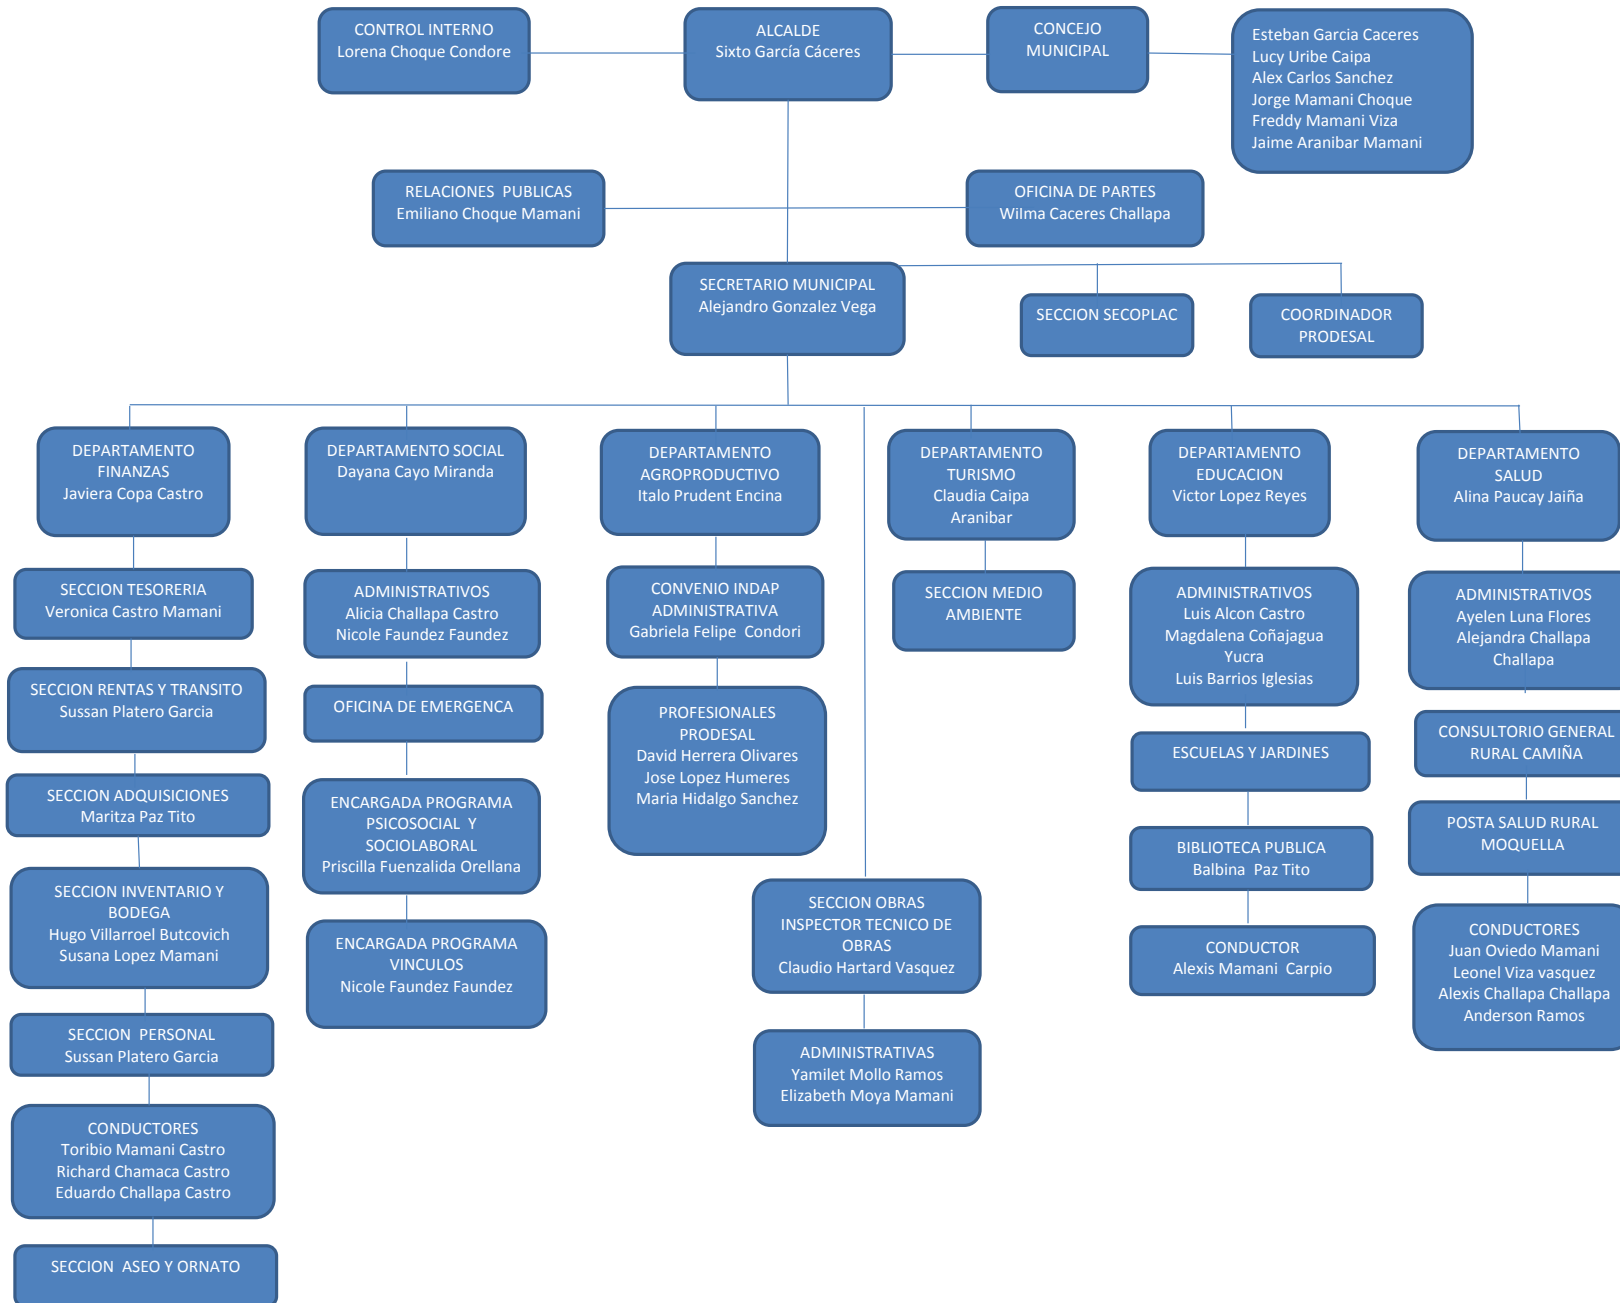 CONTROL INTERNO
Lorena Choque Condore
ALCALDE
Sixto García Cáceres
CONCEJO
MUNICIPAL
Esteban Garcia Caceres
Lucy Uribe Caipa
Alex Carlos Sanchez
Jorge Mamani Choque
Freddy Mamani Viza
Jaime Aranibar Mamani
RELACIONES  PUBLICAS
Emiliano Choque Mamani
OFICINA DE PARTES
Wilma Caceres Challapa
SECRETARIO MUNICIPAL
Alejandro Gonzalez Vega
SECCION SECOPLAC
COORDINADOR
PRODESAL
DEPARTAMENTO
FINANZAS
Javiera Copa Castro
SECCION TESORERIA
Veronica Castro Mamani
SECCION RENTAS Y TRANSITO
Sussan Platero Garcia
SECCION ADQUISICIONES
Maritza Paz Tito
SECCION INVENTARIO Y
BODEGA
Hugo Villarroel Butcovich
Susana Lopez Mamani
SECCION  PERSONAL
Sussan Platero Garcia
CONDUCTORES
Toribio Mamani Castro
Richard Chamaca Castro
Eduardo Challapa Castro
SECCION  ASEO Y ORNATO
DEPARTAMENTO SOCIAL
Dayana Cayo Miranda
ADMINISTRATIVOS
Alicia Challapa Castro
Nicole Faundez Faundez
OFICINA DE EMERGENCA
ENCARGADA PROGRAMA
PSICOSOCIAL  Y
SOCIOLABORAL
Priscilla Fuenzalida Orellana
ENCARGADA PROGRAMA
VINCULOS
Nicole Faundez Faundez
DEPARTAMENTO
AGROPRODUCTIVO
Italo Prudent Encina
CONVENIO INDAP
ADMINISTRATIVA
Gabriela Felipe  Condori
PROFESIONALES
PRODESAL
David Herrera Olivares
Jose Lopez Humeres
Maria Hidalgo Sanchez
SECCION OBRAS
INSPECTOR TECNICO DE
OBRAS
Claudio Hartard Vasquez
ADMINISTRATIVAS
Yamilet Mollo Ramos
Elizabeth Moya Mamani
DEPARTAMENTO
TURISMO
Claudia Caipa
Aranibar
SECCION MEDIO
AMBIENTE
DEPARTAMENTO
EDUCACION
Victor Lopez Reyes
ADMINISTRATIVOS
Luis Alcon Castro
Magdalena Coñajagua
Yucra
Luis Barrios Iglesias
ESCUELAS Y JARDINES
BIBLIOTECA PUBLICA
Balbina  Paz Tito
CONDUCTOR
Alexis Mamani  Carpio
DEPARTAMENTO
SALUD
Alina Paucay Jaiña
ADMINISTRATIVOS
Ayelen Luna Flores
Alejandra Challapa
Challapa
CONSULTORIO GENERAL
RURAL CAMIÑA
POSTA SALUD RURAL
MOQUELLA
CONDUCTORES
Juan Oviedo Mamani
Leonel Viza vasquez
Alexis Challapa Challapa
Anderson Ramos